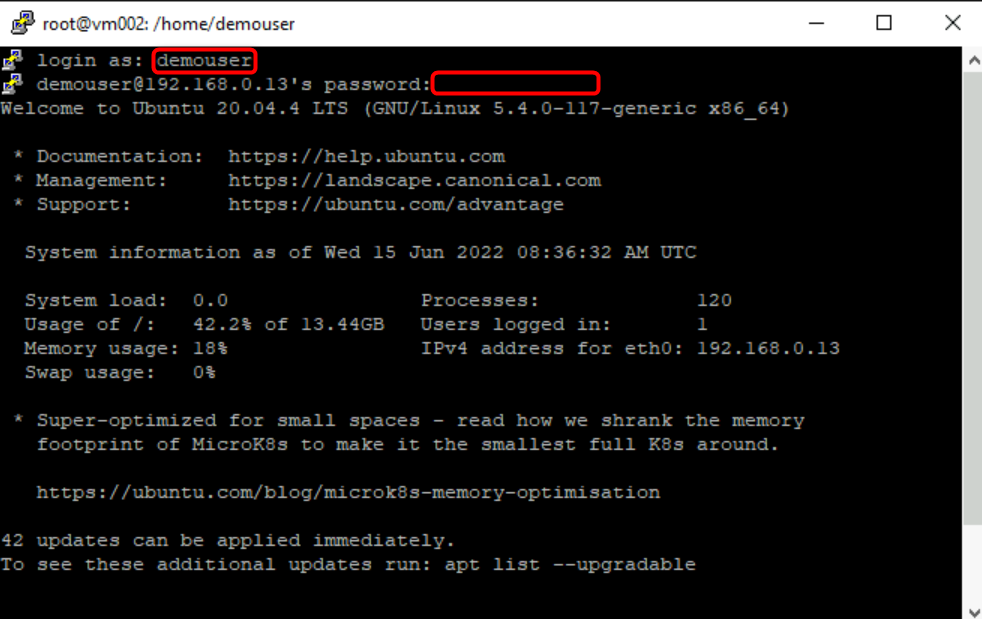 root@vm002: /home/demouser
login as: demouser
demouser@192.168.0.13's password:
Welcome to Ubuntu 20.04.4 LTS (GNU/Linux 5.4.0-117-generic x86_64)
* Documentation:  https://help.ubuntu.com
* Management:     https://landscape.canonical.com
* Support:        https://ubuntu.com/advantage
System information as of Wed 15 Jun 2022 08:36:32 AM UTC
System load:  0.0                Processes:             120
Usage of /:   42.2% of 13.44GB   Users logged in:       1
Memory usage: 18%                IPv4 address for eth0: 192.168.0.13
Swap usage:   0%
* Super-optimized for small spaces - read how we shrank the memory
footprint of MicroK8s to make it the smallest full K8s around.
https://ubuntu.com/blog/microk8s-memory-optimisation
42 updates can be applied immediately.
To see these additional updates run: apt list --upgradable